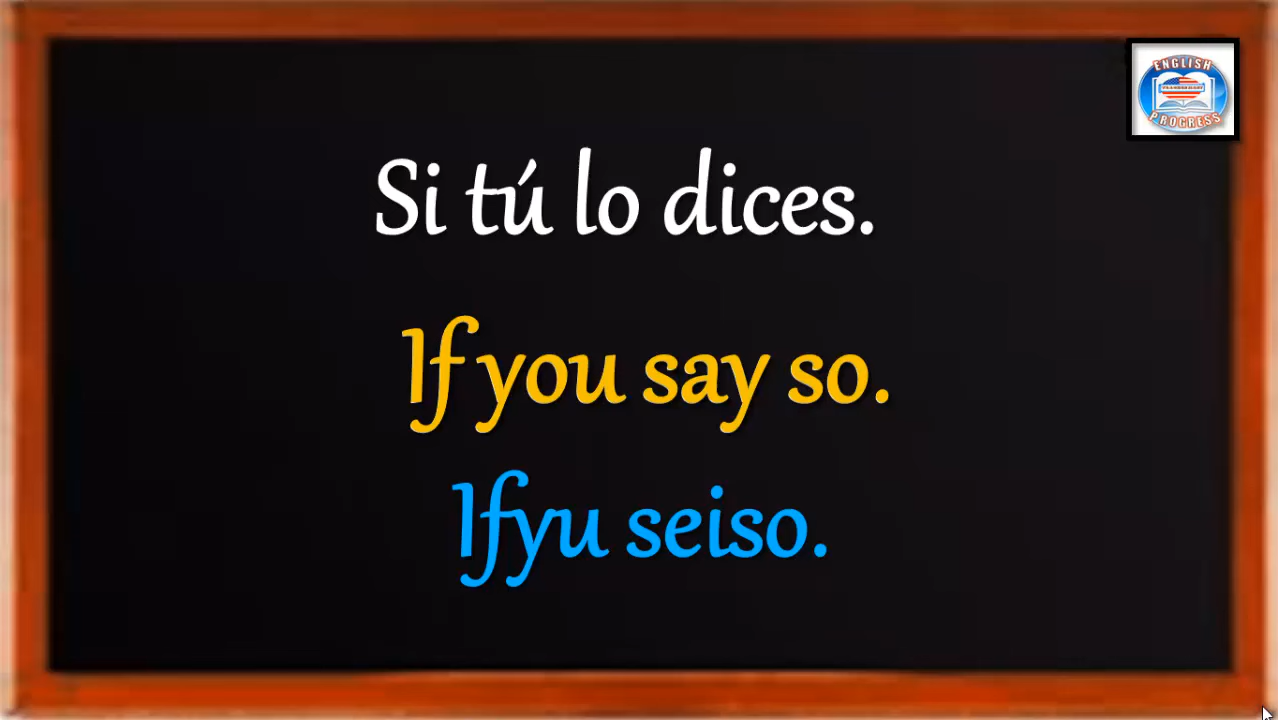 ENGLISH
PROGRESS
Si tú lo dices.
If you say so.
Ifyu seiso.